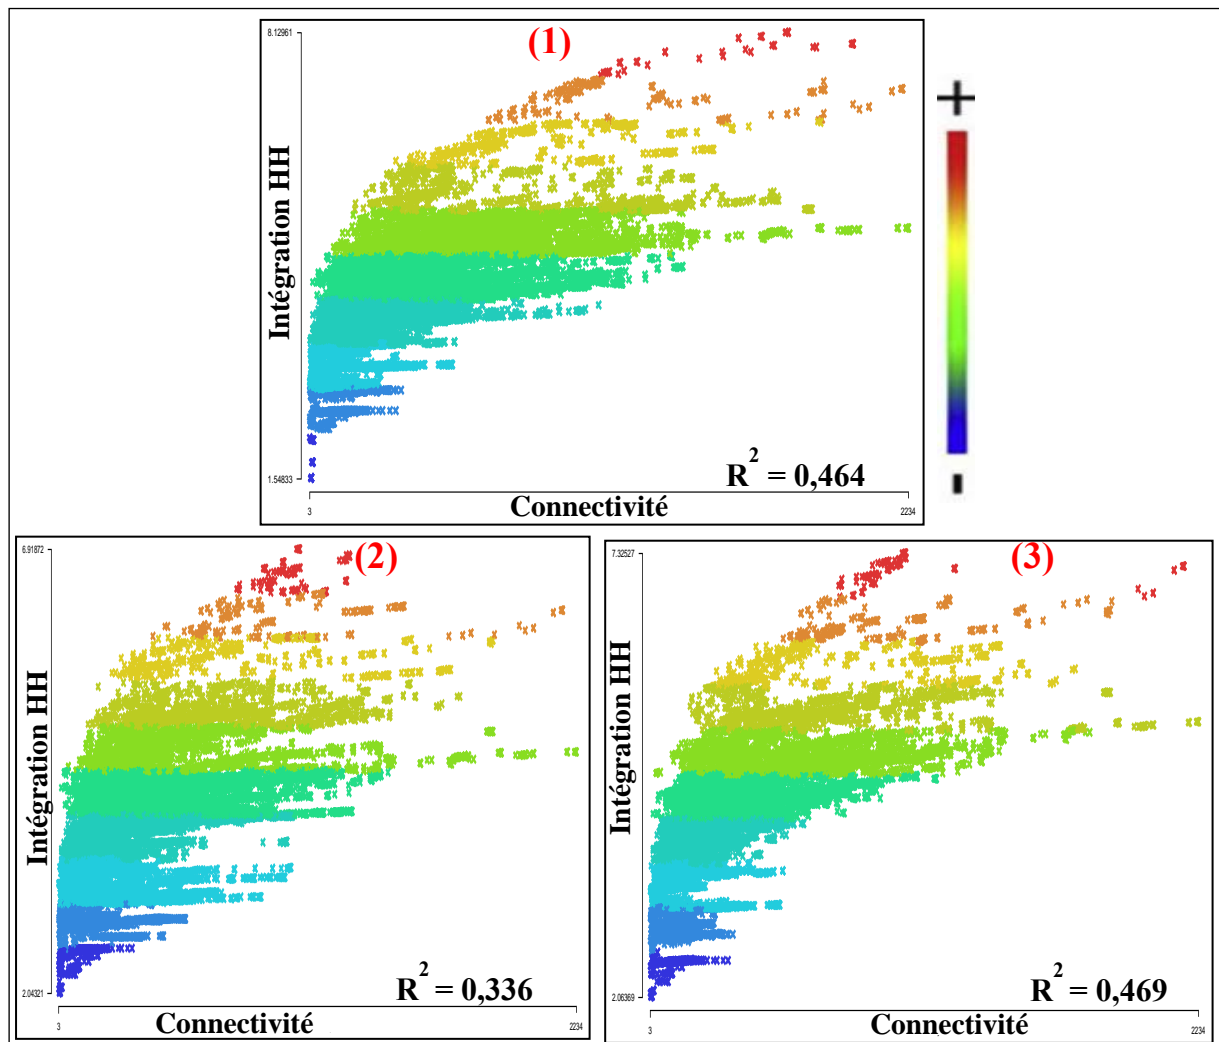 (1)
8.12961
Intégration HH
1.54833
R² = 0,464
3
Connectivité
2234
+
-
(2)
6.91872
Intégration HH
2.04321
R² = 0,336
3
Connectivité
2234
(3)
7.32527
Intégration HH
2.06369
R² = 0,469
3
Connectivité
2234